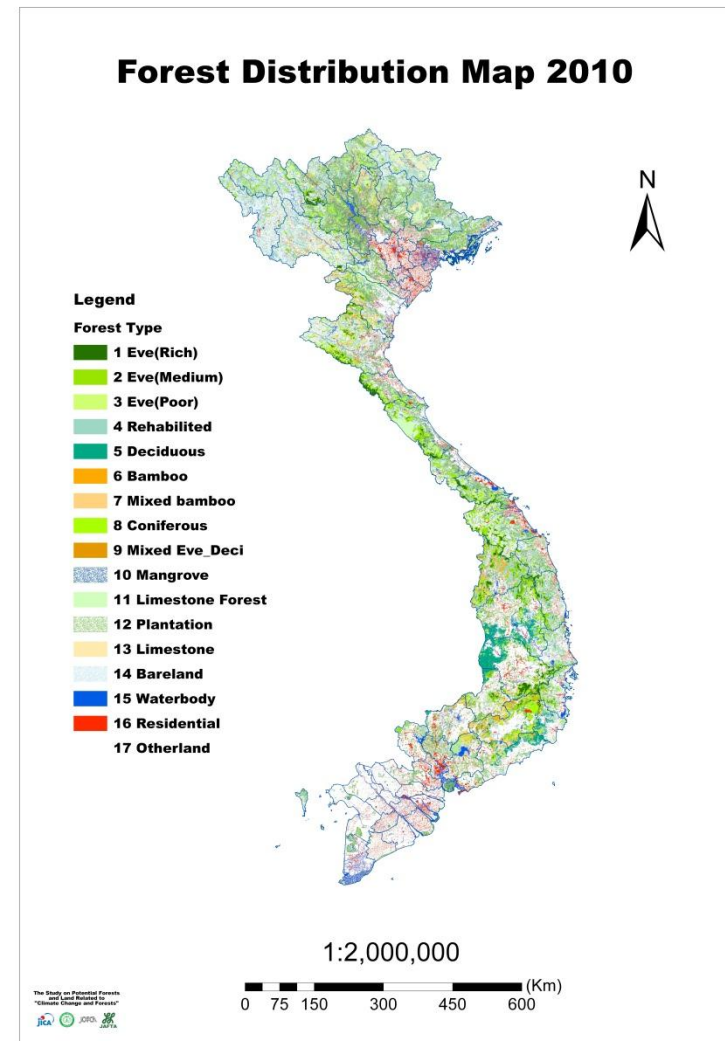 Forest Distribution Map 2010
N
Legend
Forest Type
1 Eve(Rich)
2 Eve(Medium)
3 Eve(Poor)
4 Rehabilited
5 Deciduous
6 Bamboo
7 Mixed bamboo
8 Coniferous
9 Mixed Eve_Deci
10 Mangrove
11 Limestone Forest
12 Plantation
13 Limestone
14 Bareland
15 Waterbody
16 Residential
17 Otherland
1:2,000,000
(Km)
0 75 150 300 450 600
The Study on Potential Forests
and Land Related to
"Climate Change and Forests"
JICA
JAFTA